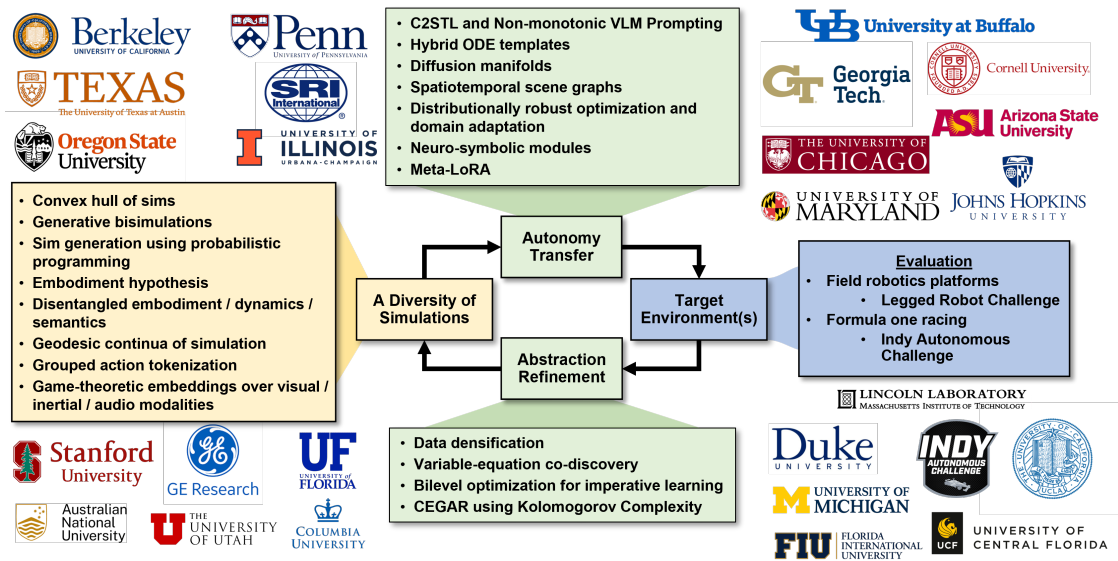 Berkeley
UNIVERSITY OF CALIFORNIA
Penn
UNIVERSITY OF PENNSYLVANIA
TEXAS
The University of Texas at Austin
SRI
International
®
Oregon State
University
UNIVERSITY OF
ILLINOIS
URBANA-CHAMPAIGN
• C2STL and Non-monotonic VLM Prompting
• Hybrid ODE templates
• Diffusion manifolds
• Spatiotemporal scene graphs
• Distributionally robust optimization and
domain adaptation
• Neuro-symbolic modules
• Meta-LoRA
University at Buffalo
GT Georgia
Tech
Cornell University
ASU Arizona State
University
THE UNIVERSITY OF
CHICAGO
UNIVERSITY OF
MARYLAND
JOHNS HOPKINS
UNIVERSITY
• Convex hull of sims
• Generative bisimulations
• Sim generation using probabilistic
programming
• Embodiment hypothesis
• Disentangled embodiment / dynamics /
semantics
• Geodesic continua of simulation
• Grouped action tokenization
• Game-theoretic embeddings over visual /
inertial / audio modalities
Autonomy
Transfer
A Diversity of
Simulations
Target
Environment(s)
Abstraction
Refinement
Evaluation
• Field robotics platforms
• Legged Robot Challenge
• Formula one racing
• Indy Autonomous
Challenge
• Data densification
• Variable-equation co-discovery
• Bilevel optimization for imperative learning
• CEGAR using Kolomogorov Complexity
Stanford
University
GE Research
UF
UNIVERSITY of
FLORIDA
Australian
National
University
THE
UNIVERSITY
OF UTAH
COLUMBIA
UNIVERSITY
LINCOLN LABORATORY
MASSACHUSETTS INSTITUTE OF TECHNOLOGY
Duke
UNIVERSITY
INDY
AUTONOMOUS
CHALLENGE
THE UNIVERSITY OF CALIFORNIA
UCLA
M UNIVERSITY OF
MICHIGAN
FIU FLORIDA
INTERNATIONAL
UNIVERSITY
UCF
UNIVERSITY OF
CENTRAL FLORIDA